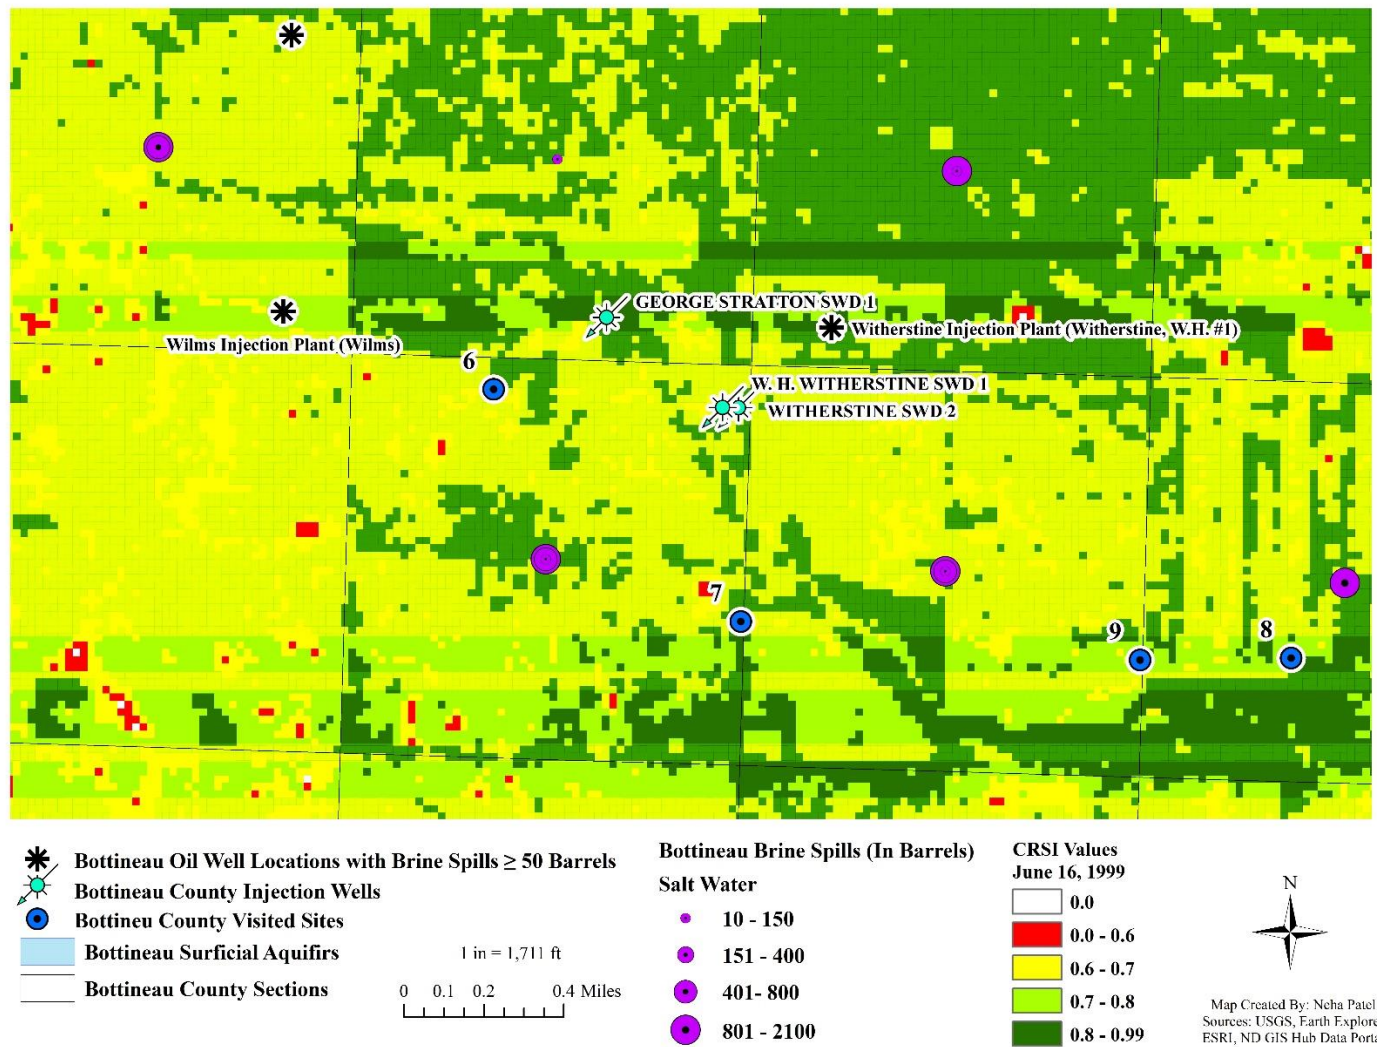 GEORGE STRATTON SWD 1
Witherstine Injection Plant (Witherstine, W.H. #1)
Wilms Injection Plant (Wilms)
6
W. H. WITHERSTINE SWD 1
WITHERSTINE SWD 2
7
9
8
Bottineau Oil Well Locations with Brine Spills ≥ 50 Barrels
Bottineau County Injection Wells
Bottineu County Visited Sites
Bottineau Surficial Aquifirs
Bottineau County Sections
1 in = 1,711 ft
0 0.1 0.2 0.4 Miles
Bottineau Brine Spills (In Barrels)
Salt Water
10 - 150
151 - 400
401- 800
801 - 2100
CRSI Values
June 16, 1999
0.0
0.0 - 0.6
0.6 - 0.7
0.7 - 0.8
0.8 - 0.99
N
Map Created By: Neha Patel
Sources: USGS, Earth Explore
ESRI, ND GIS Hub Data Porta